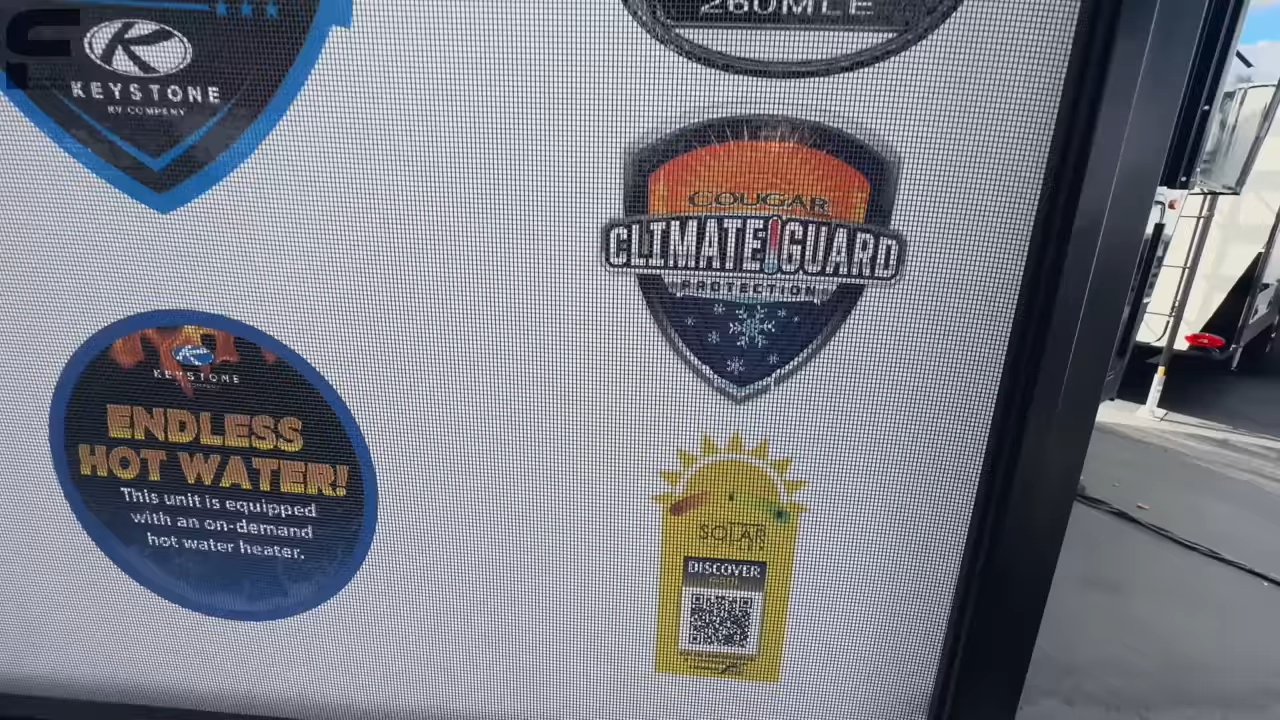 260MLE
KEYSTONE
RV COMPANY
COUGAR
CLIMATE GUARD
PROTECTION
KEYSTONE
ENDLESS
HOT WATER!
This unit is equipped
with an on-demand
hot water heater.
SOLAR
DISCOVER